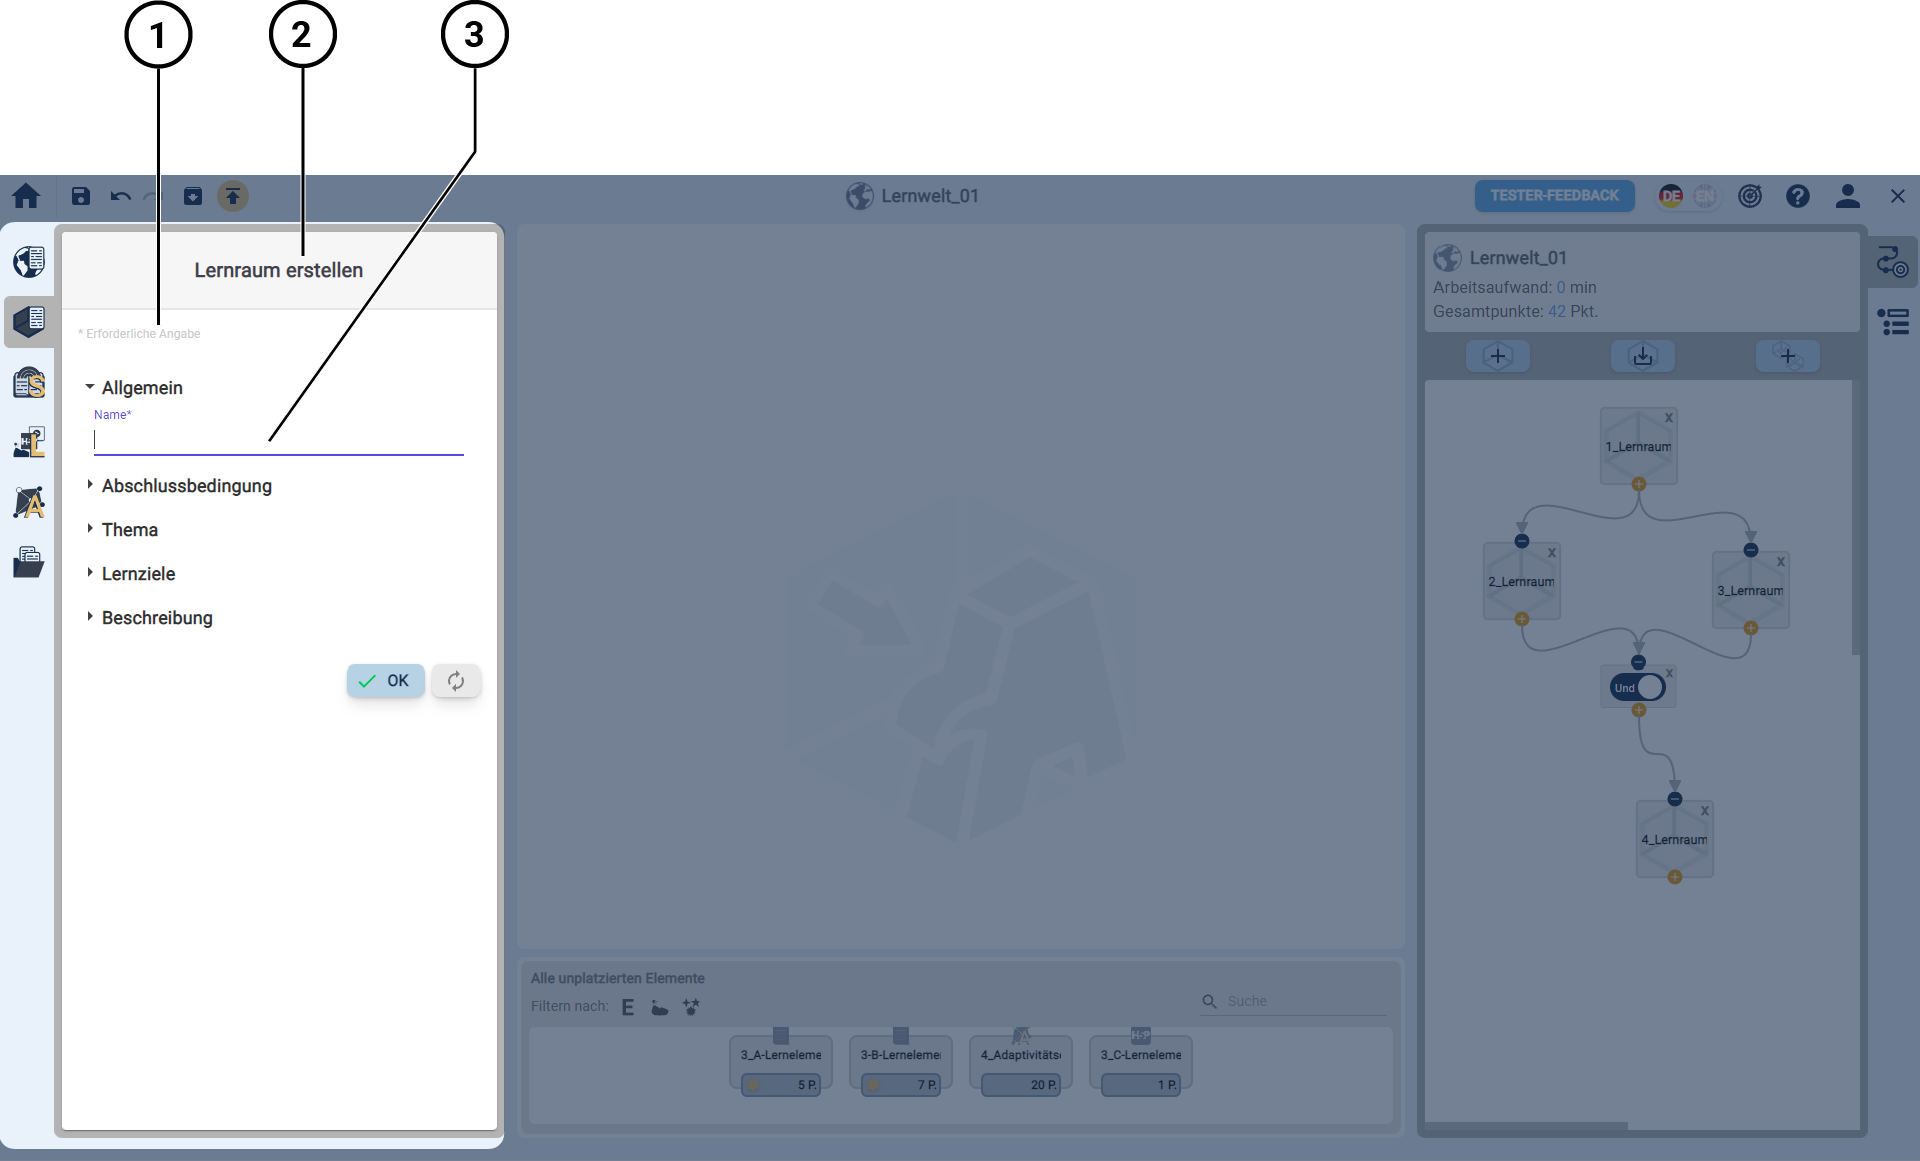 1
2
3
Lernwelt_01
TESTER-FEEDBACK
DE
EN
Lernraum erstellen
* Erforderliche Angabe
Allgemein
Name*
Abschlussbedingung
Thema
Lernziele
Beschreibung
OK
S
H-P
L
A
Alle unplatzierten Elemente
Filtern nach:
E
Suche
3_A-Lerneleme
5 P.
3-B-Lerneleme
7 P.
A
4_Adaptivitäts
20 P.
H-P
3_C-Lerneleme
1 P.
Lernwelt_01
Arbeitsaufwand: 0 min
Gesamtpunkte: 42 Pkt.
X
1_Lernraum
X
2_Lernraum
X
3_Lernraum
X
Und
X
4_Lernraum